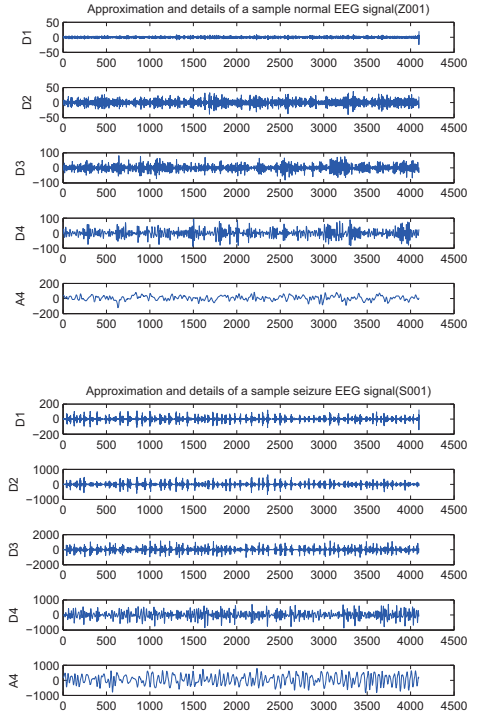 Approximation and details of a sample normal EEG signal(Z001)
50
0
−50
D1
0 500 1000 1500 2000 2500 3000 3500 4000 4500
50
0
−50
D2
0 500 1000 1500 2000 2500 3000 3500 4000 4500
100
0
−100
D3
0 500 1000 1500 2000 2500 3000 3500 4000 4500
100
0
−100
D4
0 500 1000 1500 2000 2500 3000 3500 4000 4500
200
0
−200
A4
0 500 1000 1500 2000 2500 3000 3500 4000 4500
Approximation and details of a sample seizure EEG signal(S001)
200
0
−200
D1
0 500 1000 1500 2000 2500 3000 3500 4000 4500
1000
0
−1000
D2
0 500 1000 1500 2000 2500 3000 3500 4000 4500
2000
0
−2000
D3
0 500 1000 1500 2000 2500 3000 3500 4000 4500
1000
0
−1000
D4
0 500 1000 1500 2000 2500 3000 3500 4000 4500
1000
0
−1000
A4
0 500 1000 1500 2000 2500 3000 3500 4000 4500